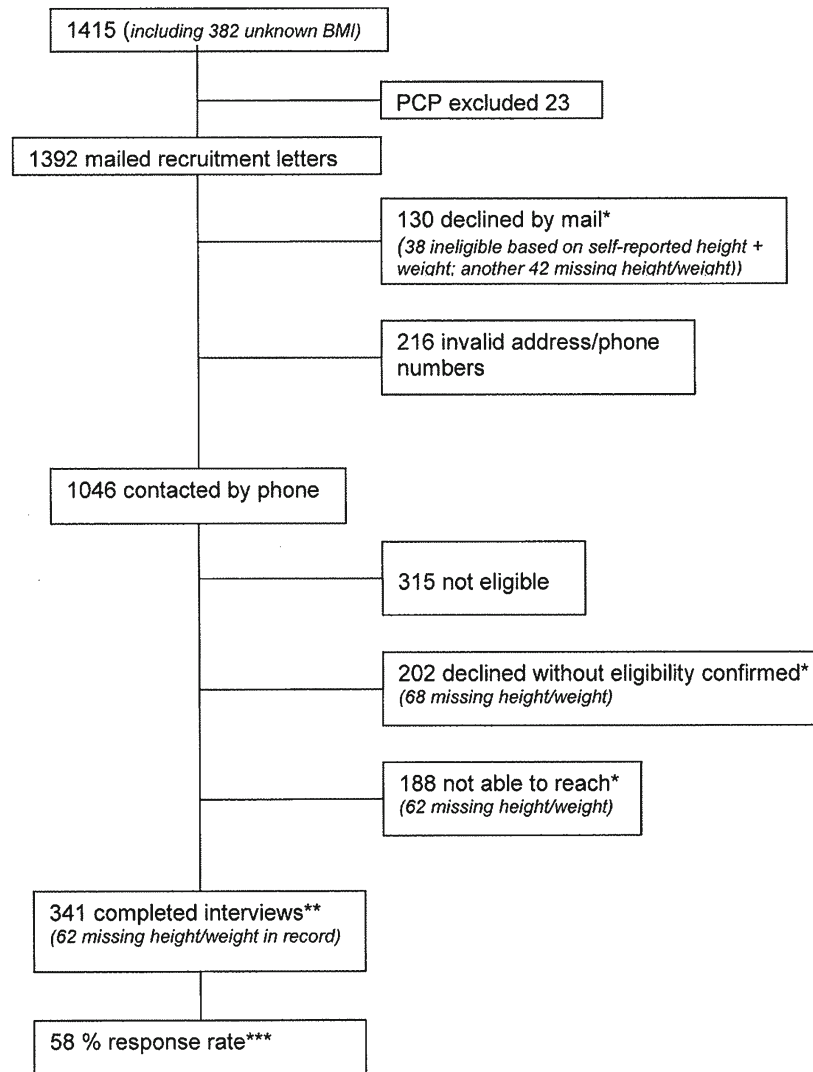 1415 (including 382 unknown BMI)
PCP excluded 23
1392 mailed recruitment letters
130 declined by mail*
(38 ineligible based on self-reported height +
weight; another 42 missing height/weight))
216 invalid address/phone
numbers
1046 contacted by phone
315 not eligible
202 declined without eligibility confirmed*
(68 missing height/weight)
188 not able to reach*
(62 missing height/weight)
341 completed interviews**
(62 missing height/weight in record)
58 % response rate***